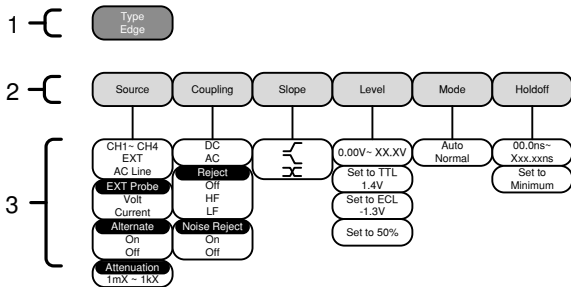 1
Type
Edge
2
Source
Coupling
Slope
Level
Mode
Holdoff
3
CH1~ CH4
EXT
AC Line
EXT Probe
Volt
Current
Alternate
On
Off
Attenuation
1mX ~ 1kX
DC
AC
Reject
Off
HF
LF
Noise Reject
On
Off
0.00V~ XX.XV
Set to TTL
1.4V
Set to ECL
-1.3V
Set to 50%
Auto
Normal
00.0ns~
Xxx.xxns
Set to
Minimum